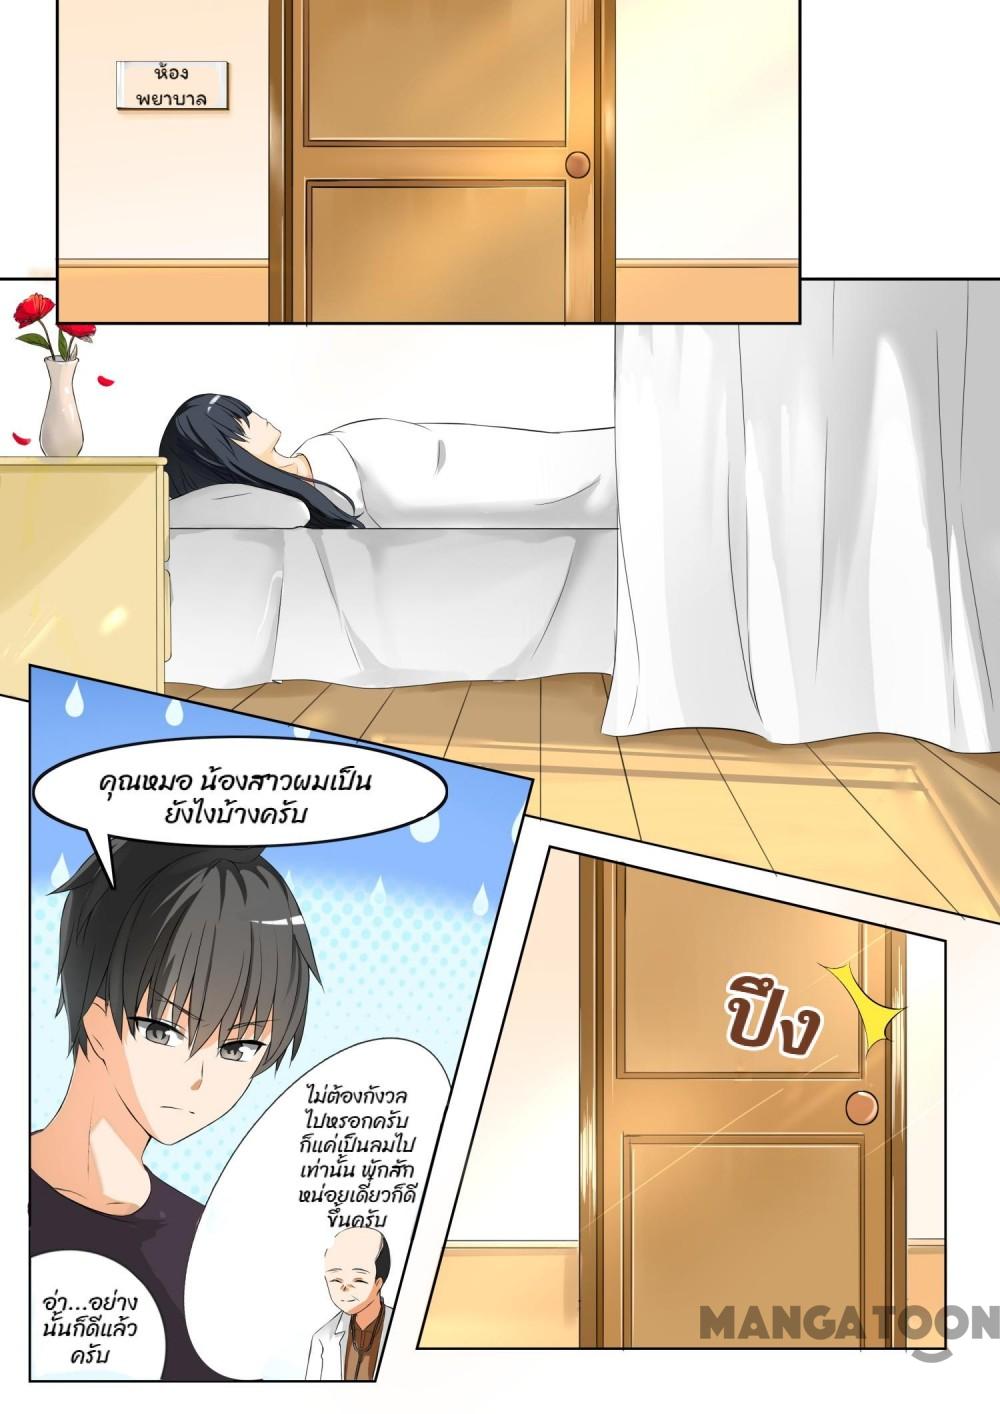 ห้อง
พยาบาล
คุณหมอ น้องสาวผมเป็น
ยังไงบ้างครับ
ไม่ต้องกังวล
ไปหรอกครับ
ก็แค่เป็นลมไป
เท่านั้น พักสัก
หน่อยเดี๋ยวก็ดี
ขึ้นครับ
อ่า...อย่าง
นั้นก็ดีแล้ว
ครับ
ปึง
MANGATOON